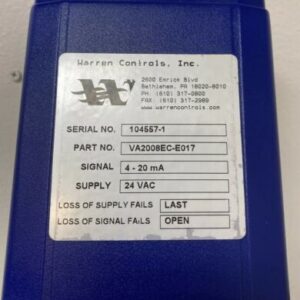 Warren Controls, Inc.
2600 Emrick Blvd
Bethlehem, PA 18020-8010
PH. (610) 317-0800
FAX: (610) 317-2989
www.warrencontrols.com
SERIAL NO. 104557-1
PART NO. VA2008EC-E017
SIGNAL 4 - 20 mA
SUPPLY 24 VAC
LOSS OF SUPPLY FAILS LAST
LOSS OF SIGNAL FAILS OPEN